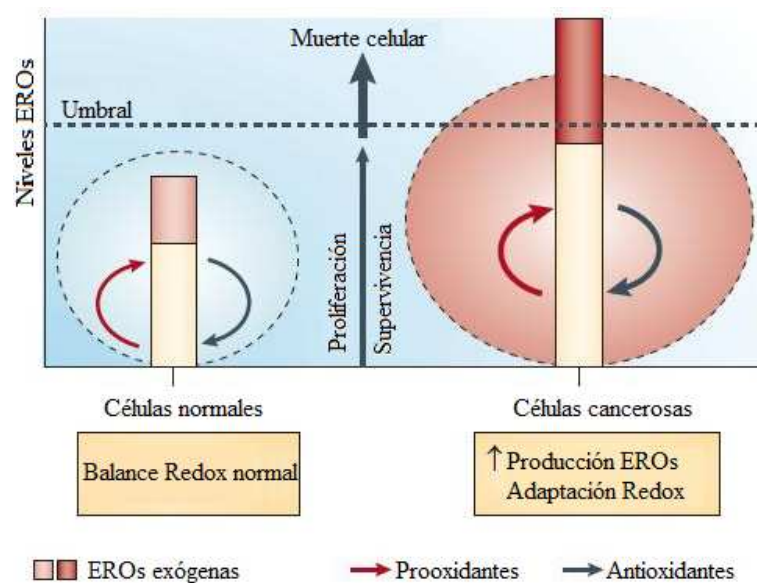 Muerte celular
Umbral
Niveles EROs
Proliferación
Supervivencia
Células normales
Células cancerosas
Balance Redox normal
↑ Producción EROs
Adaptación Redox
EROs exógenas
Prooxidantes
Antioxidantes